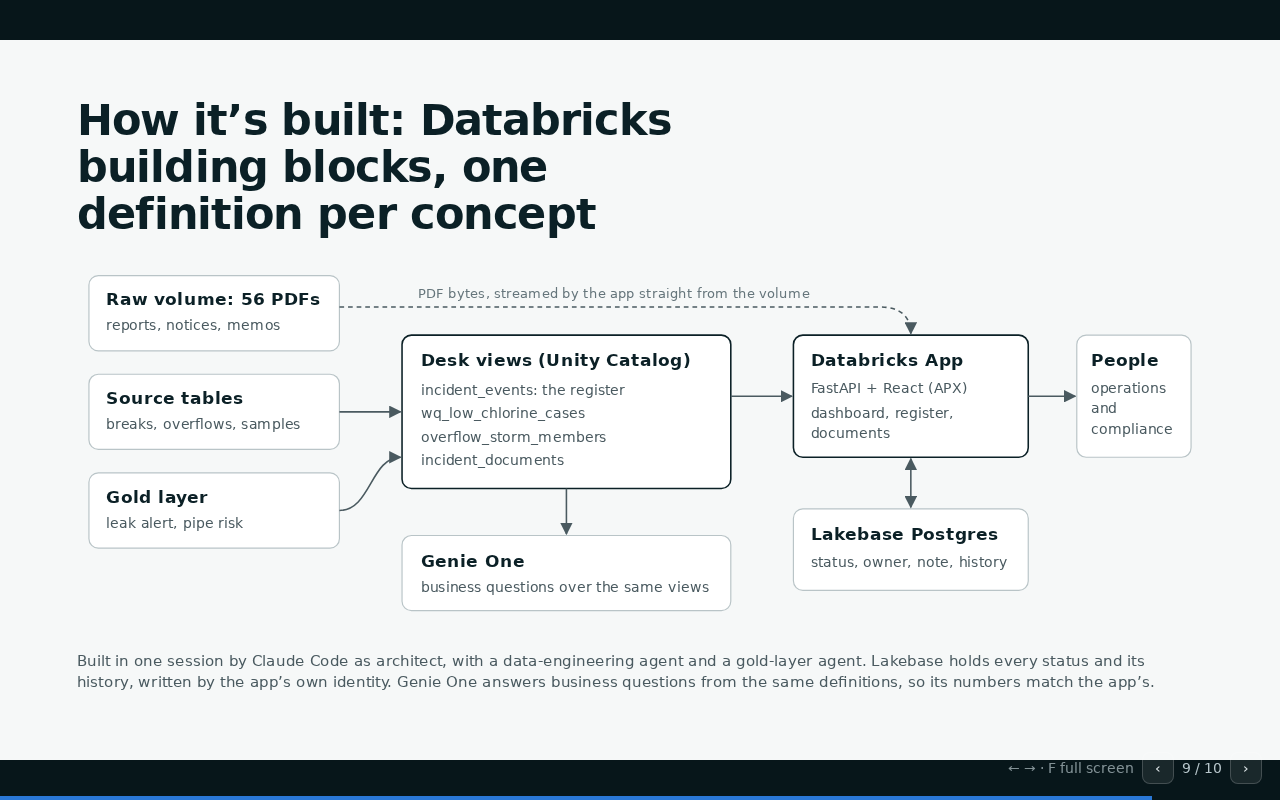 How it’s built: Databricks
building blocks, one
definition per concept
Raw volume: 56 PDFs
reports, notices, memos
PDF bytes, streamed by the app straight from the volume
Source tables
breaks, overflows, samples
Gold layer
leak alert, pipe risk
Desk views (Unity Catalog)
incident_events: the register
wq_low_chlorine_cases
overflow_storm_members
incident_documents
Genie One
business questions over the same views
Databricks App
FastAPI + React (APX)
dashboard, register,
documents
Lakebase Postgres
status, owner, note, history
People
operations
and
compliance
Built in one session by Claude Code as architect, with a data-engineering agent and a gold-layer agent. Lakebase holds every status and its
history, written by the app’s own identity. Genie One answers business questions from the same definitions, so its numbers match the app’s.
← → · F full screen ‹ 9 / 10 ›